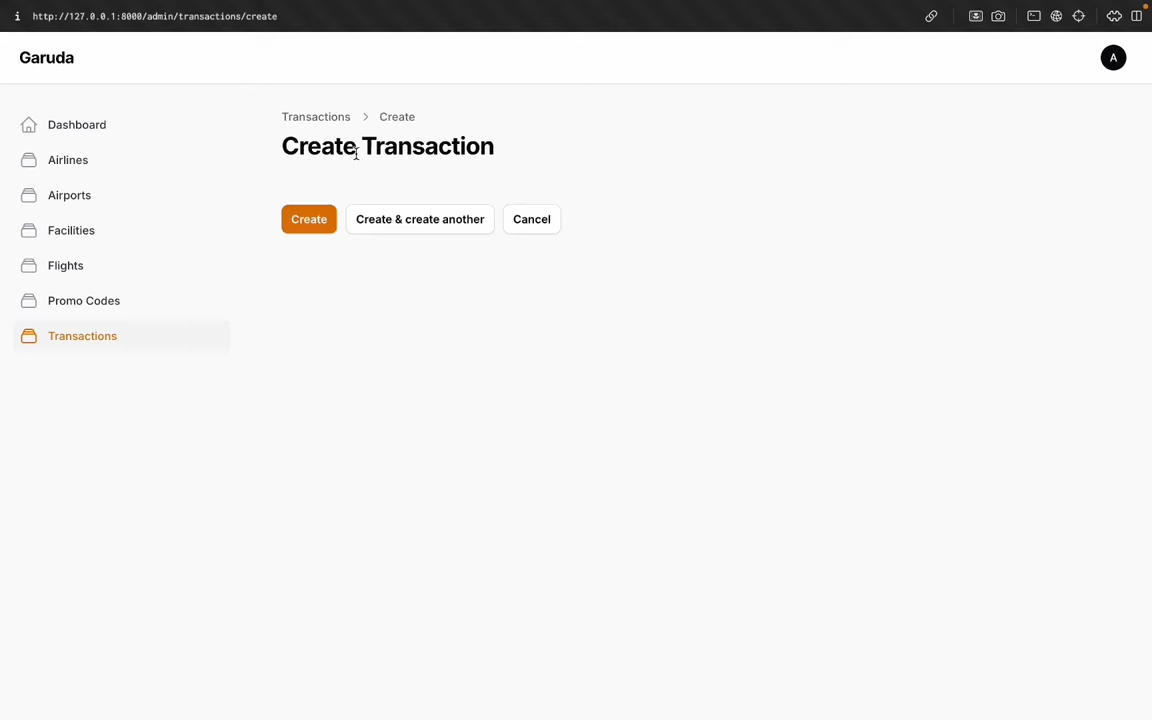 http://127.0.0.1:8000/admin/transactions/create
Garuda
A
Dashboard
Airlines
Airports
Facilities
Flights
Promo Codes
Transactions
Transactions > Create
Create Transaction
Create
Create & create another
Cancel